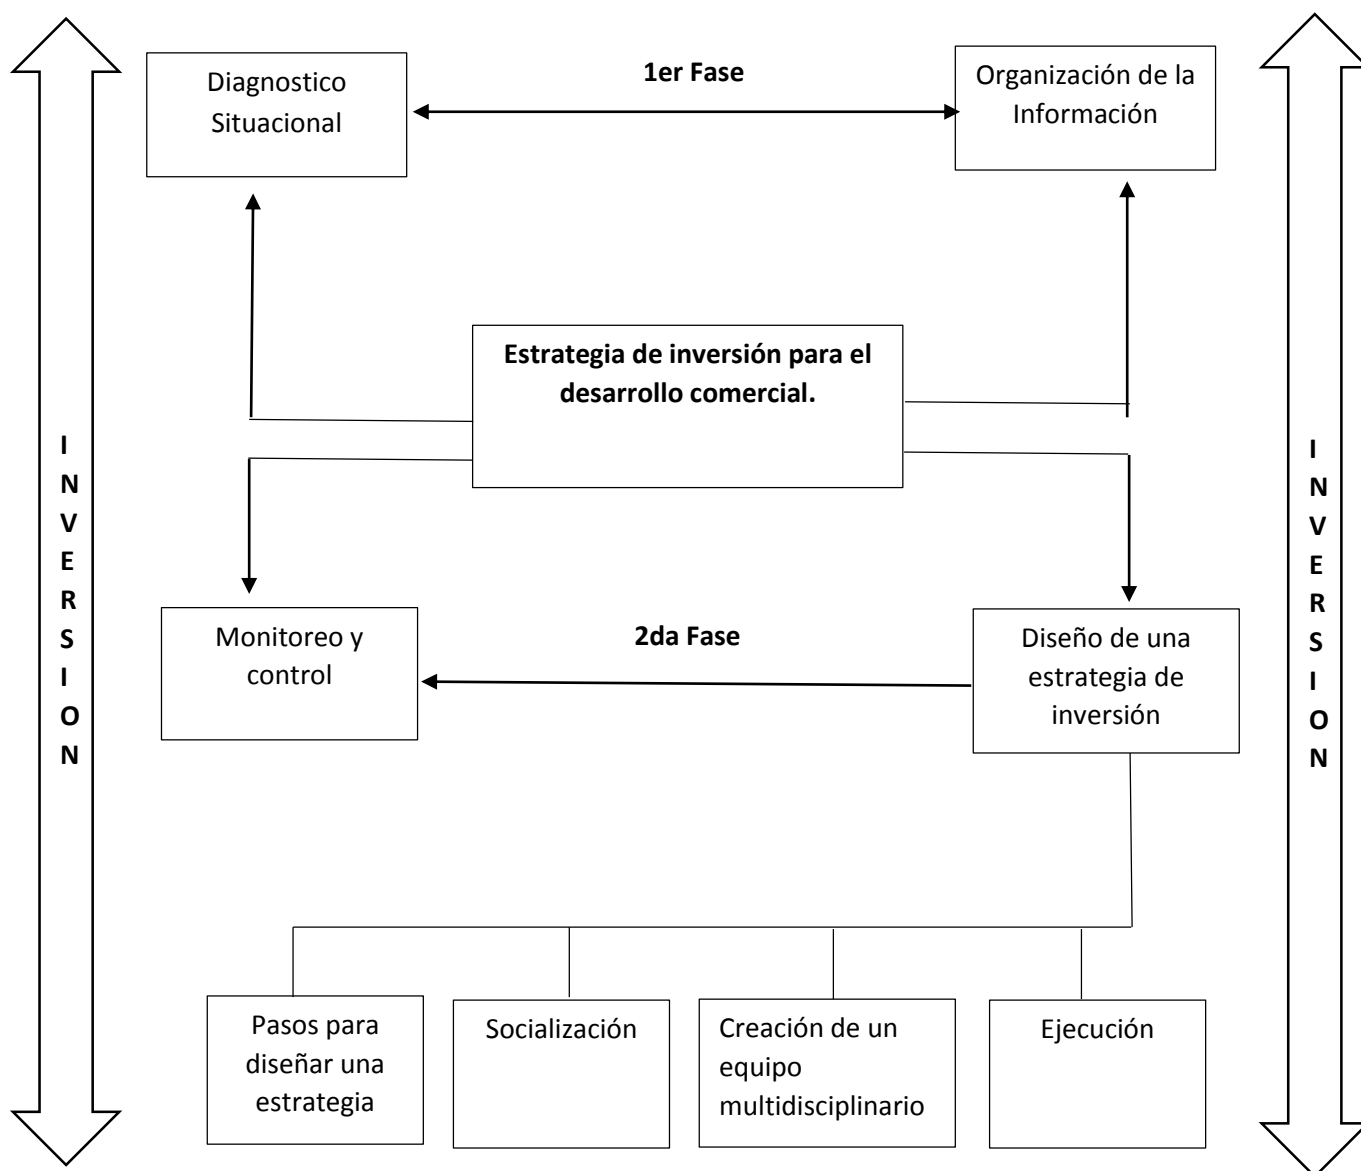 Diagnostico
Situacional
1er Fase
Organización de la
Información
Estrategia de inversión para el
desarrollo comercial.
I
N
V
E
R
S
I
O
N
I
N
V
E
R
S
I
O
N
Monitoreo y
control
2da Fase
Diseño de una
estrategia de
inversión
Pasos para
diseñar una
estrategia
Socialización
Creación de un
equipo
multidisciplinario
Ejecución